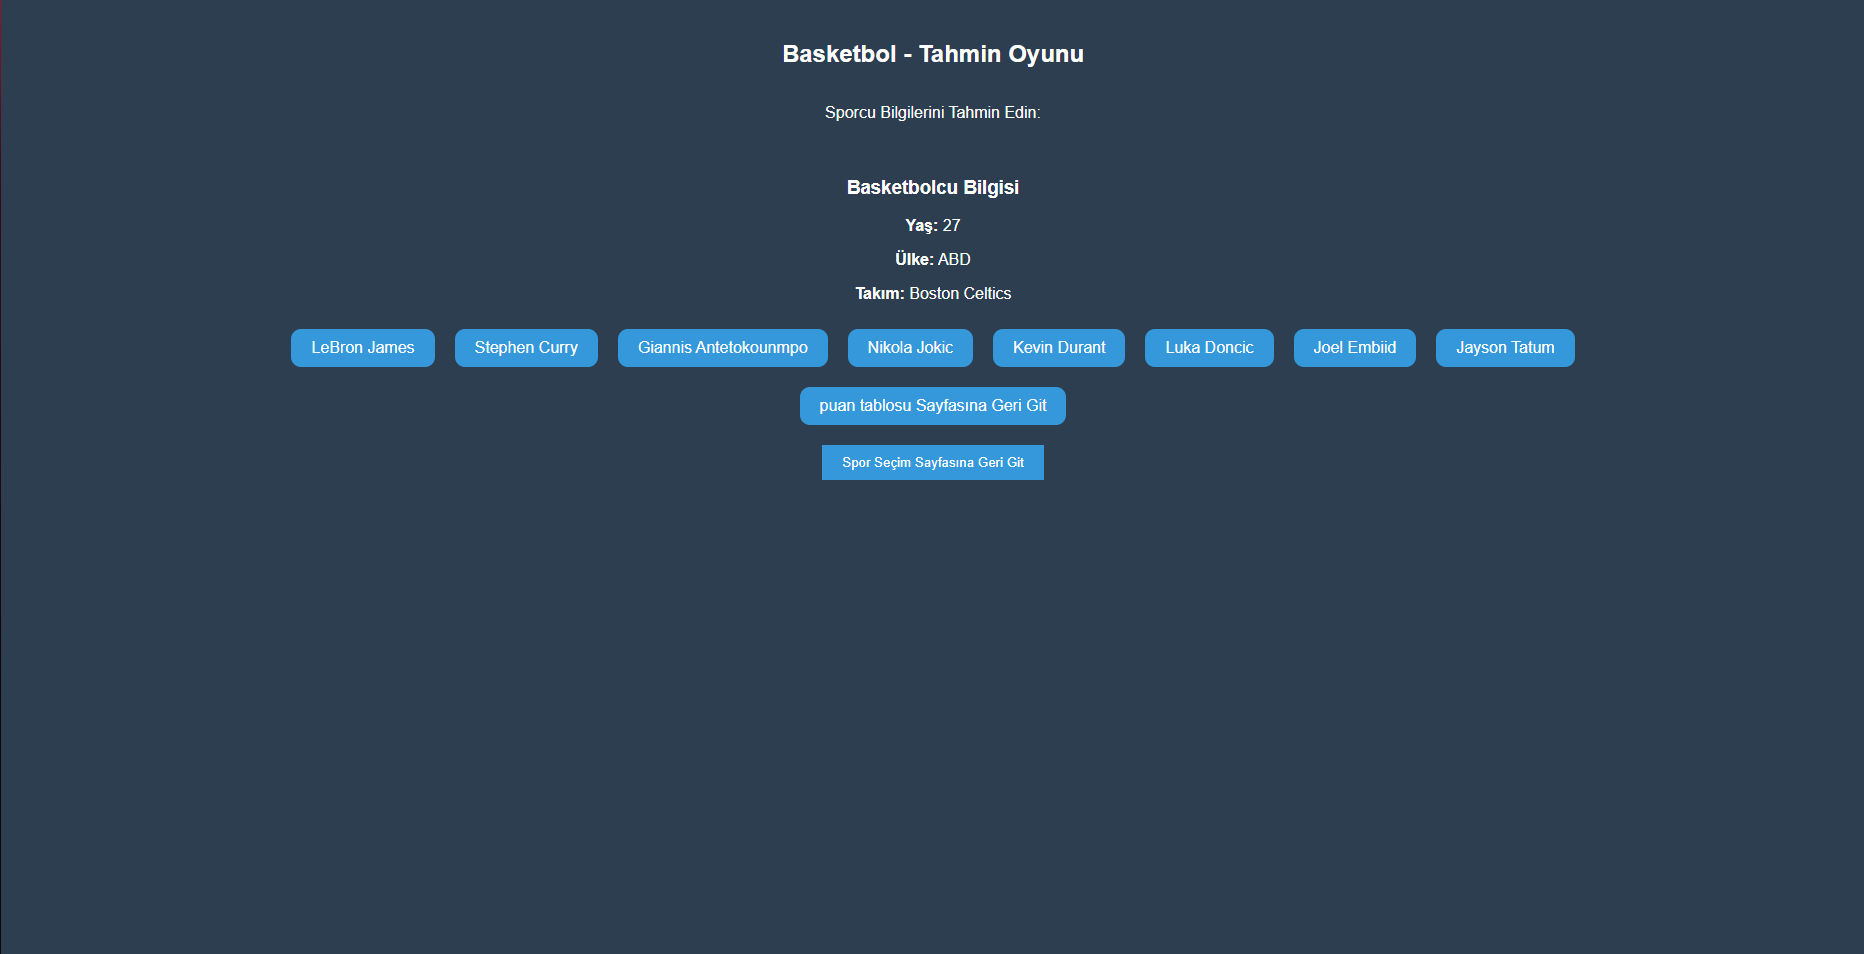 Basketbol - Tahmin Oyunu
Sporcu Bilgilerini Tahmin Edin:
Basketbolcu Bilgisi
Yaş: 27
Ülke: ABD
Takım: Boston Celtics
LeBron James Stephen Curry Giannis Antetokounmpo Nikola Jokic Kevin Durant Luka Doncic Joel Embiid Jayson Tatum
puan tablosu Sayfasına Geri Git
Spor Seçim Sayfasına Geri Git